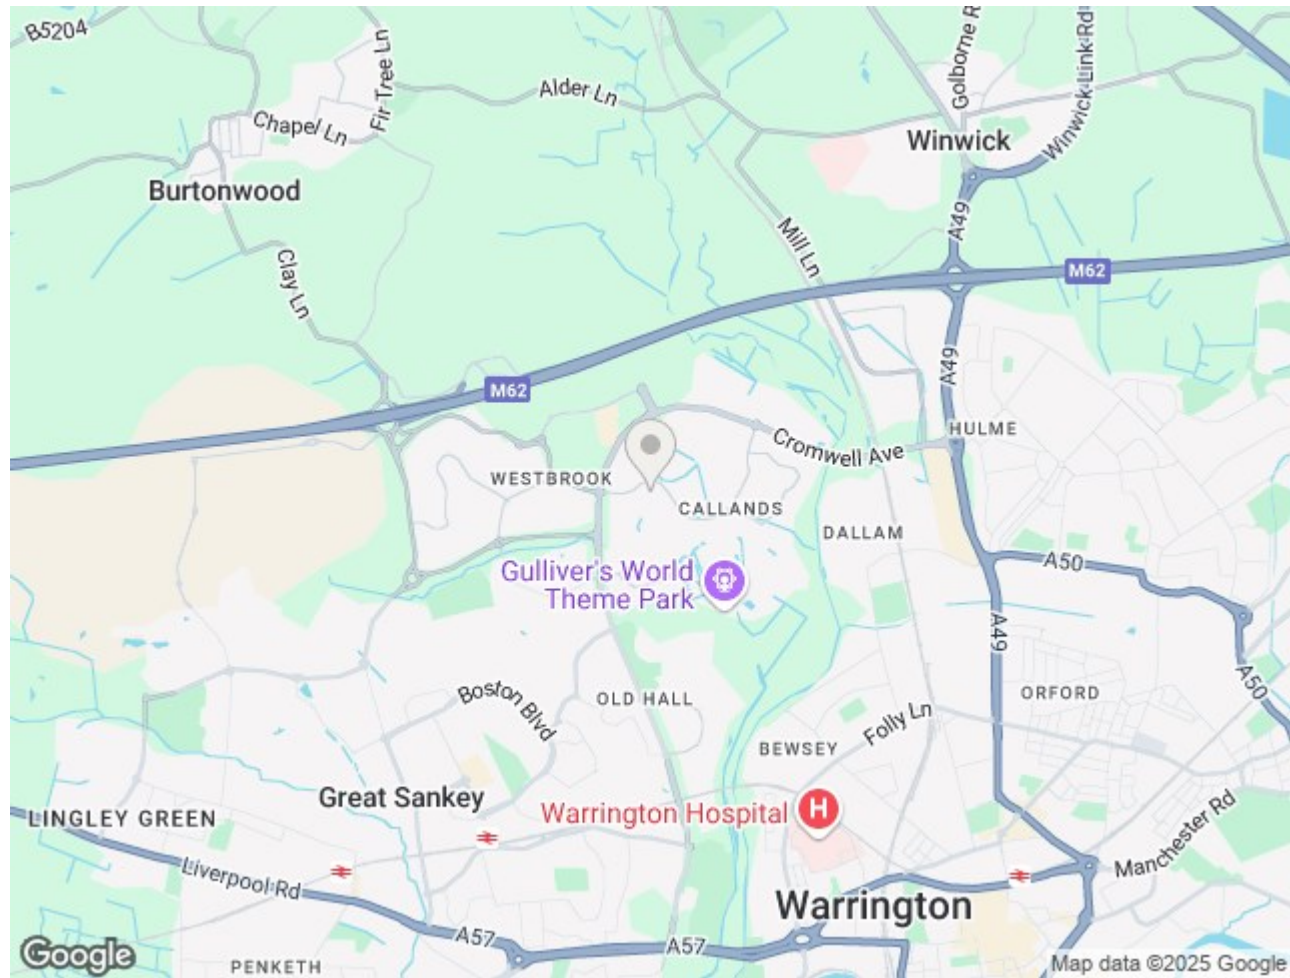 B5204
Fir Tree Ln
Alder Ln
Golborne R
Winwick Link Rd
Chapel Ln
Winwick
Burtonwood
A49
Mill Ln
Clay Ln
M62
A49
M62
Cromwell Ave
HULME
WESTBROOK
CALLANDS
DALLAM
A50
Gulliver's World
Theme Park
A49
A50
Boston Blvd
OLD HALL
ORFORD
Folly Ln
BEWSEY
Great Sankey
Warrington Hospital
H
LINGLEY GREEN
Manchester Rd
Liverpool Rd
Warrington
A57
A57
Google
PENKETH
Map data ©2025 Google